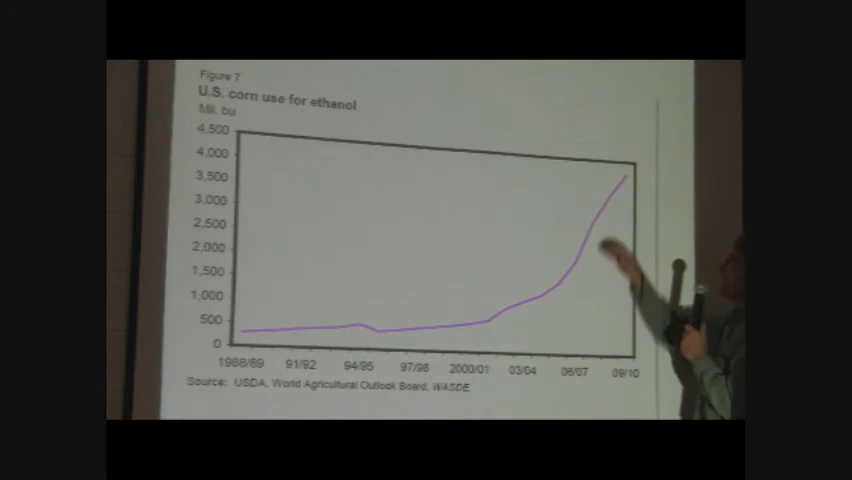 Figure 7
U.S. corn use for ethanol
Mil. bu
4,500
4,000
3,500
3,000
2,500
2,000
1,500
1,000
500
0
1988/89 91/92 94/95 97/98 2000/01 03/04 06/07 09/10
Source: USDA, World Agricultural Outlook Board, WASDE